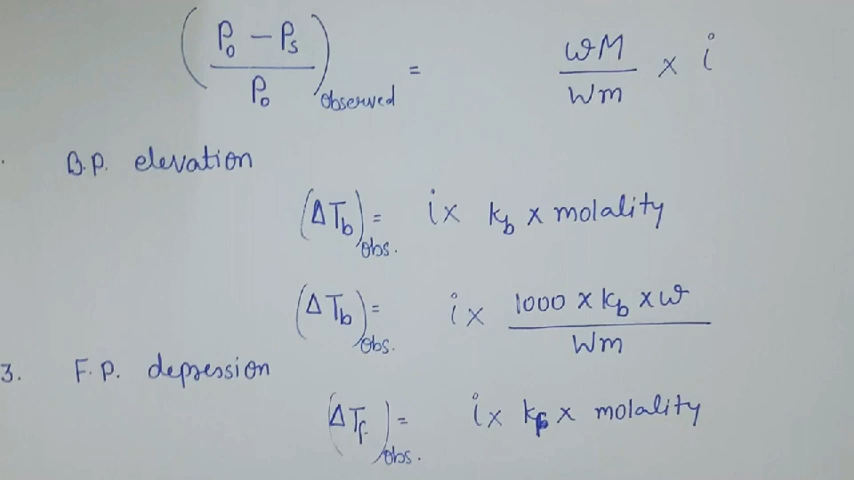 (P₀ − Pₛ / P₀)observed = wM / Wm × i
. B.P. elevation
(ΔT_b)obs. = i × k_b × molality
(ΔT_b)obs. = i × 1000 × k_b × w / Wm
3. F.P. depression
(ΔT_f)obs. = i × k_f × molality